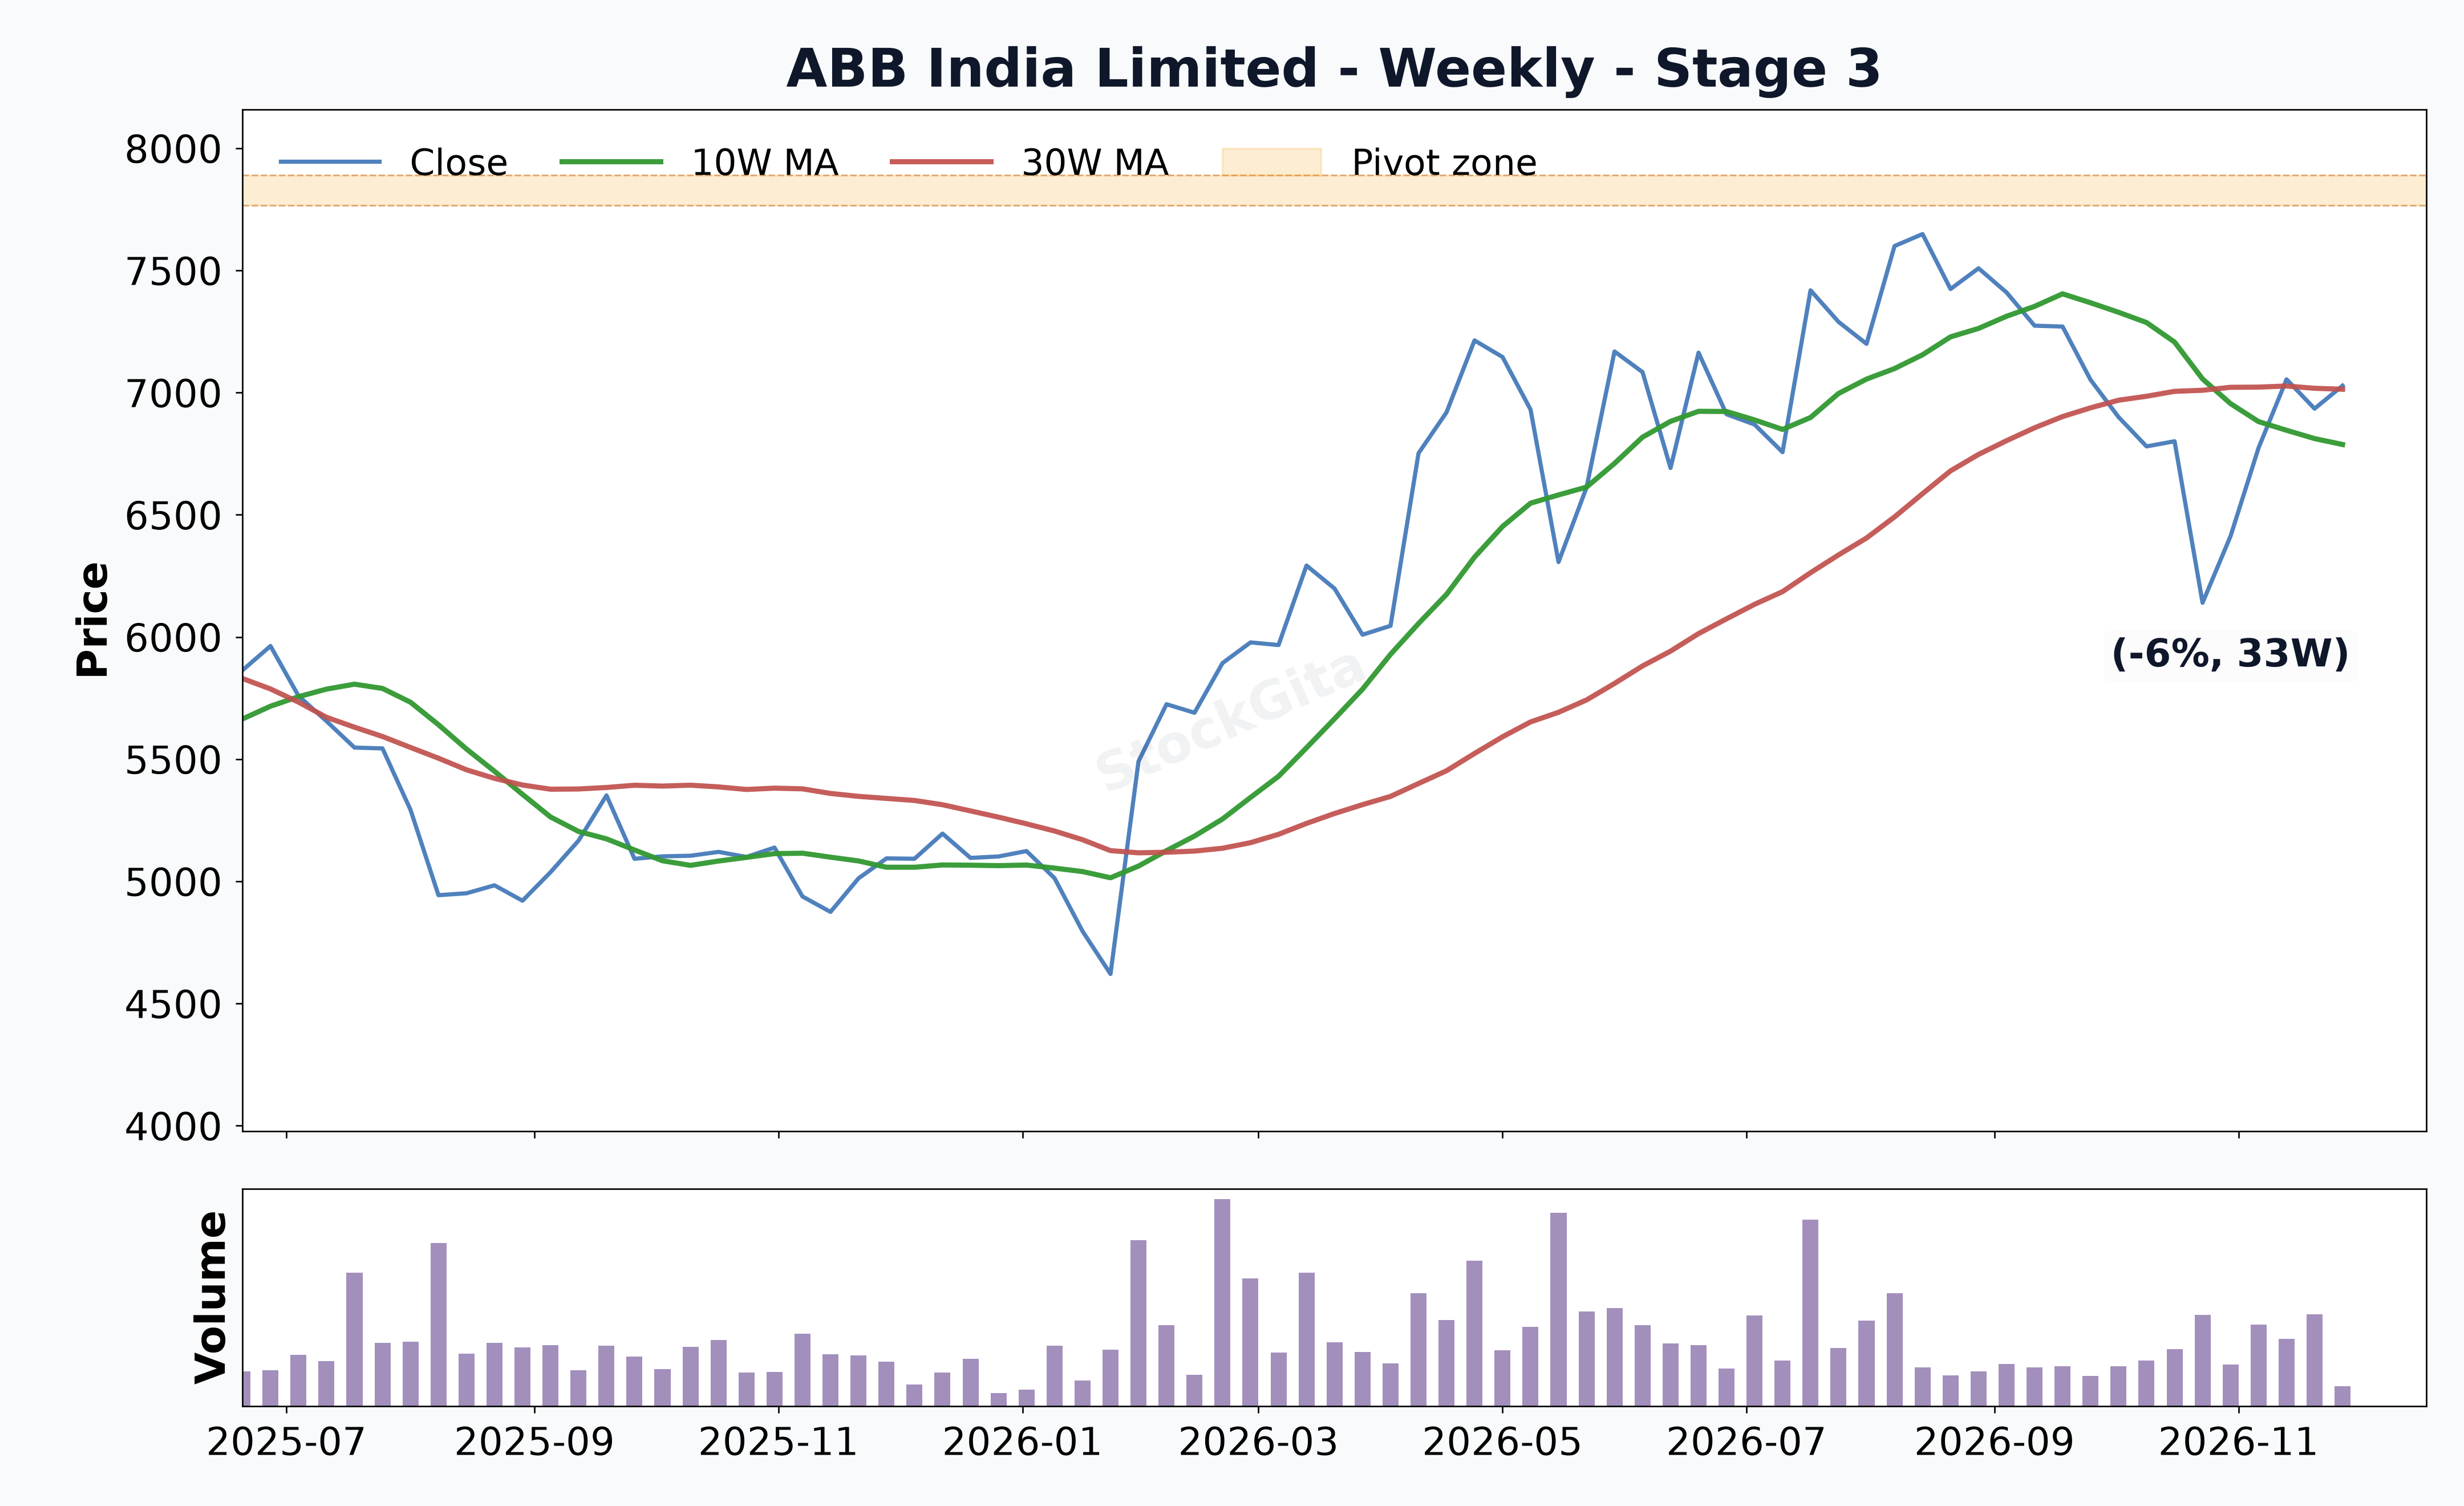 ABB India Limited - Weekly - Stage 3
Close 10W MA 30W MA Pivot zone
8000
7500
7000
6500
6000
5500
5000
4500
4000
Price
(-6%, 33W)
StockGita
Volume
2025-07 2025-09 2025-11 2026-01 2026-03 2026-05 2026-07 2026-09 2026-11